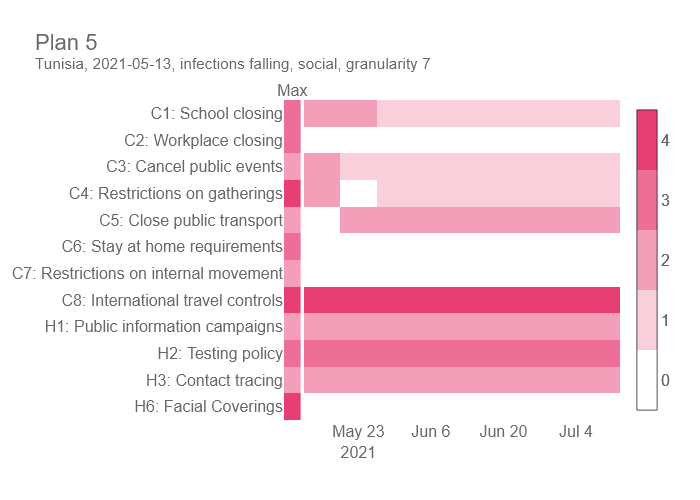 Plan 5
Tunisia, 2021-05-13, infections falling, social, granularity 7
Max
C1: School closing
C2: Workplace closing
C3: Cancel public events
C4: Restrictions on gatherings
C5: Close public transport
C6: Stay at home requirements
C7: Restrictions on internal movement
C8: International travel controls
H1: Public information campaigns
H2: Testing policy
H3: Contact tracing
H6: Facial Coverings
4
3
2
1
0
May 23 Jun 6 Jun 20 Jul 4
2021